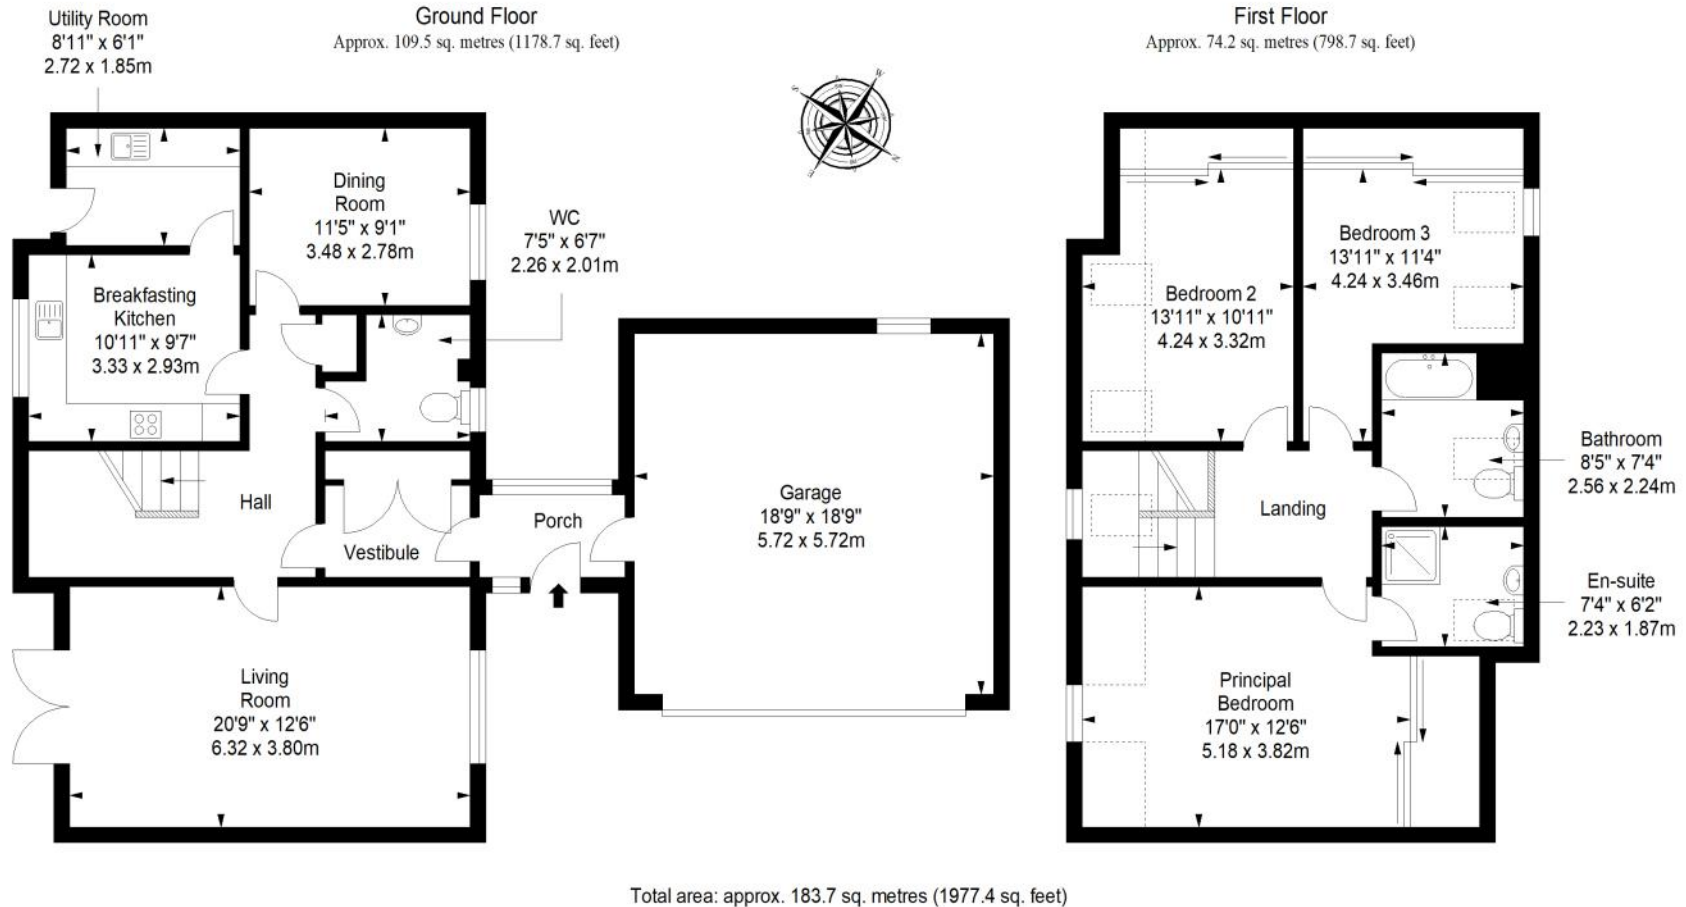 Ground Floor
Approx. 109.5 sq. metres (1178.7 sq. feet)
Utility Room
8'11" x 6'1"
2.72 x 1.85m
Dining
Room
11'5" x 9'1"
3.48 x 2.78m
WC
7'5" x 6'7"
2.26 x 2.01m
Breakfasting
Kitchen
10'11" x 9'7"
3.33 x 2.93m
Hall
Vestibule
Porch
Garage
18'9" x 18'9"
5.72 x 5.72m
Living
Room
20'9" x 12'6"
6.32 x 3.80m
S
W
N
E
First Floor
Approx. 74.2 sq. metres (798.7 sq. feet)
Bedroom 3
13'11" x 11'4"
4.24 x 3.46m
Bedroom 2
13'11" x 10'11"
4.24 x 3.32m
Bathroom
8'5" x 7'4"
2.56 x 2.24m
Landing
En-suite
7'4" x 6'2"
2.23 x 1.87m
Principal
Bedroom
17'0" x 12'6"
5.18 x 3.82m
Total area: approx. 183.7 sq. metres (1977.4 sq. feet)